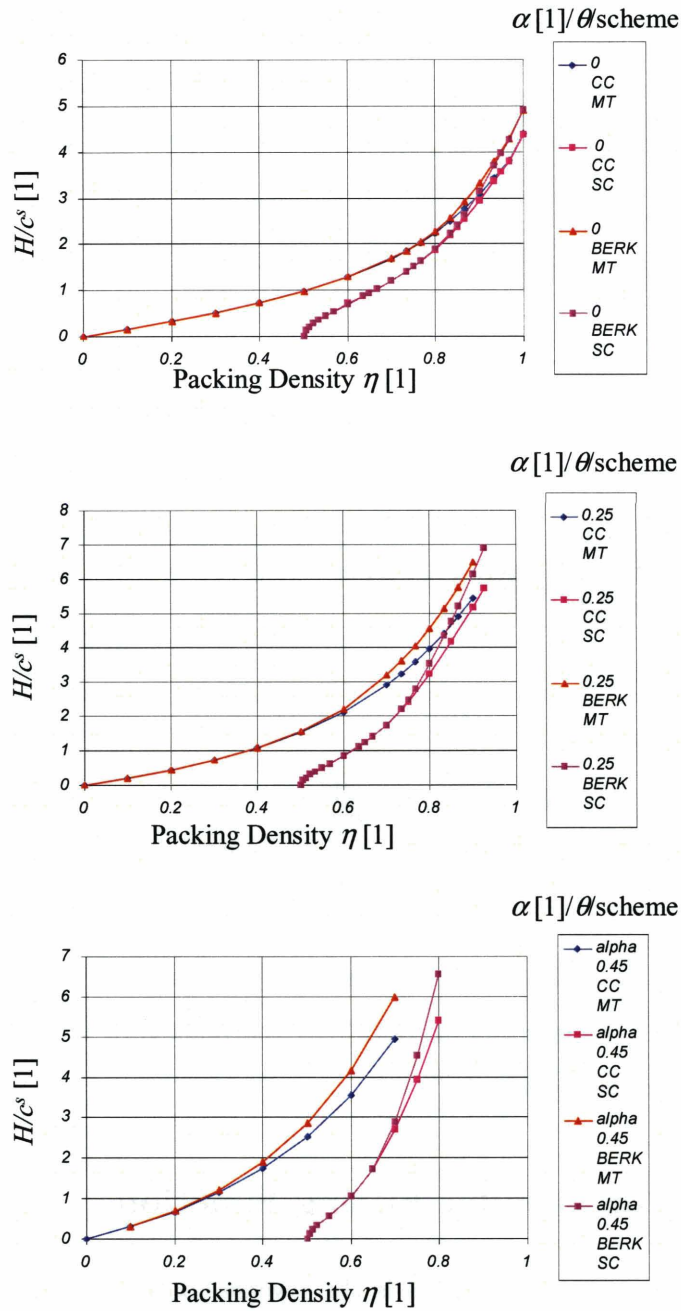 α [1]/θ/scheme
6
5
4
3
2
1
0
H/cˢ [1]
0 0.2 0.4 0.6 0.8 1
Packing Density η [1]
0
CC
MT
0
CC
SC
0
BERK
MT
0
BERK
SC
α [1]/θ/scheme
8
7
6
5
4
3
2
1
0
H/cˢ [1]
0 0.2 0.4 0.6 0.8 1
Packing Density η [1]
0.25
CC
MT
0.25
CC
SC
0.25
BERK
MT
0.25
BERK
SC
α [1]/θ/scheme
7
6
5
4
3
2
1
0
H/cˢ [1]
0 0.2 0.4 0.6 0.8 1
Packing Density η [1]
alpha
0.45
CC
MT
alpha
0.45
CC
SC
alpha
0.45
BERK
MT
alpha
0.45
BERK
SC